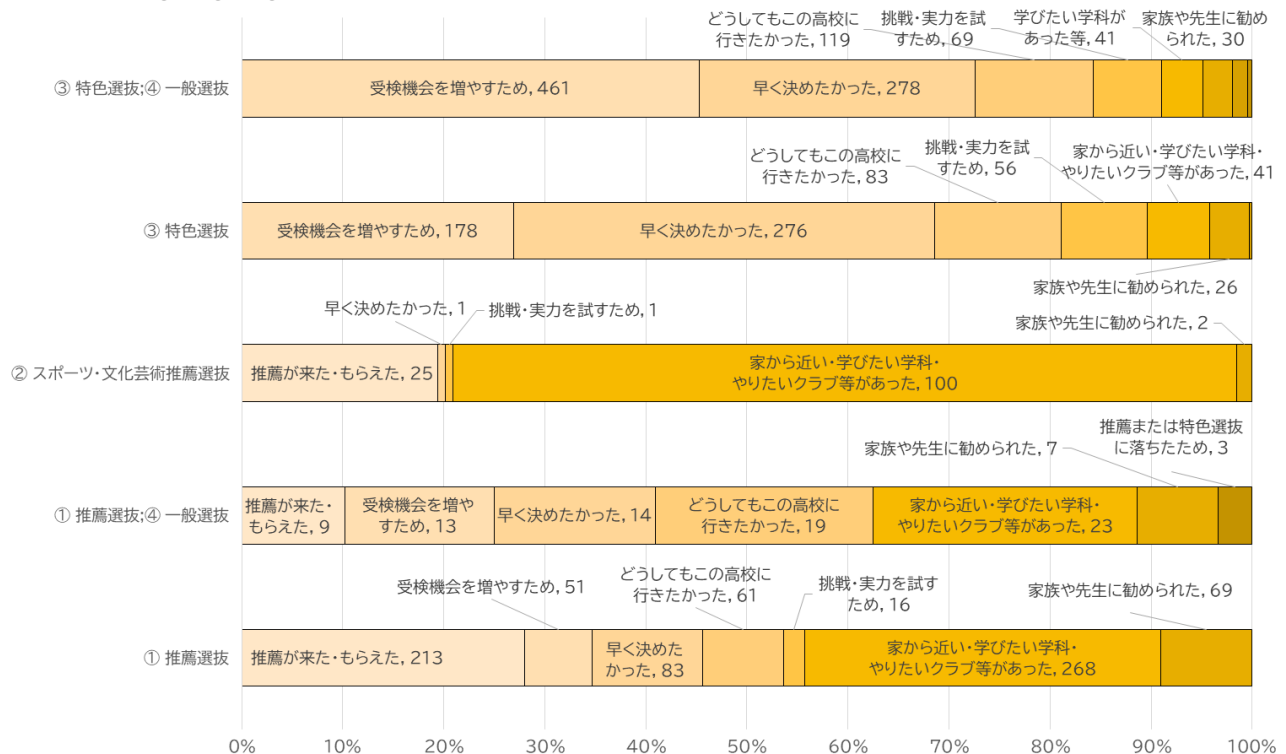 どうしてもこの高校に
行きたかった, 119
挑戦・実力を試
すため, 69
学びたい学科が
あった等, 41
家族や先生に勧め
られた, 30
③ 特色選抜;④ 一般選抜
受検機会を増やすため, 461
早く決めたかった, 278
どうしてもこの高校に
行きたかった, 83
挑戦・実力を試
すため, 56
家から近い・学びたい学科・
やりたいクラブ等があった, 41
③ 特色選抜
受検機会を増やすため, 178
早く決めたかった, 276
家族や先生に勧められた, 26
早く決めたかった, 1
挑戦・実力を試すため, 1
家族や先生に勧められた, 2
② スポーツ・文化芸術推薦選抜
推薦が来た・もらえた, 25
家から近い・学びたい学科・
やりたいクラブ等があった, 100
家族や先生に勧められた, 7
推薦または特色選抜
に落ちたため, 3
① 推薦選抜;④ 一般選抜
推薦が来た・
もらえた, 9
受検機会を増や
すため, 13
早く決めたかった, 14
どうしてもこの高校に
行きたかった, 19
家から近い・学びたい学科・
やりたいクラブ等があった, 23
受検機会を増やすため, 51
どうしてもこの高校に
行きたかった, 61
挑戦・実力を試す
ため, 16
家族や先生に勧められた, 69
① 推薦選抜
推薦が来た・もらえた, 213
早く決めた
かった, 83
家から近い・学びたい学科・
やりたいクラブ等があった, 268
0% 10% 20% 30% 40% 50% 60% 70% 80% 90% 100%